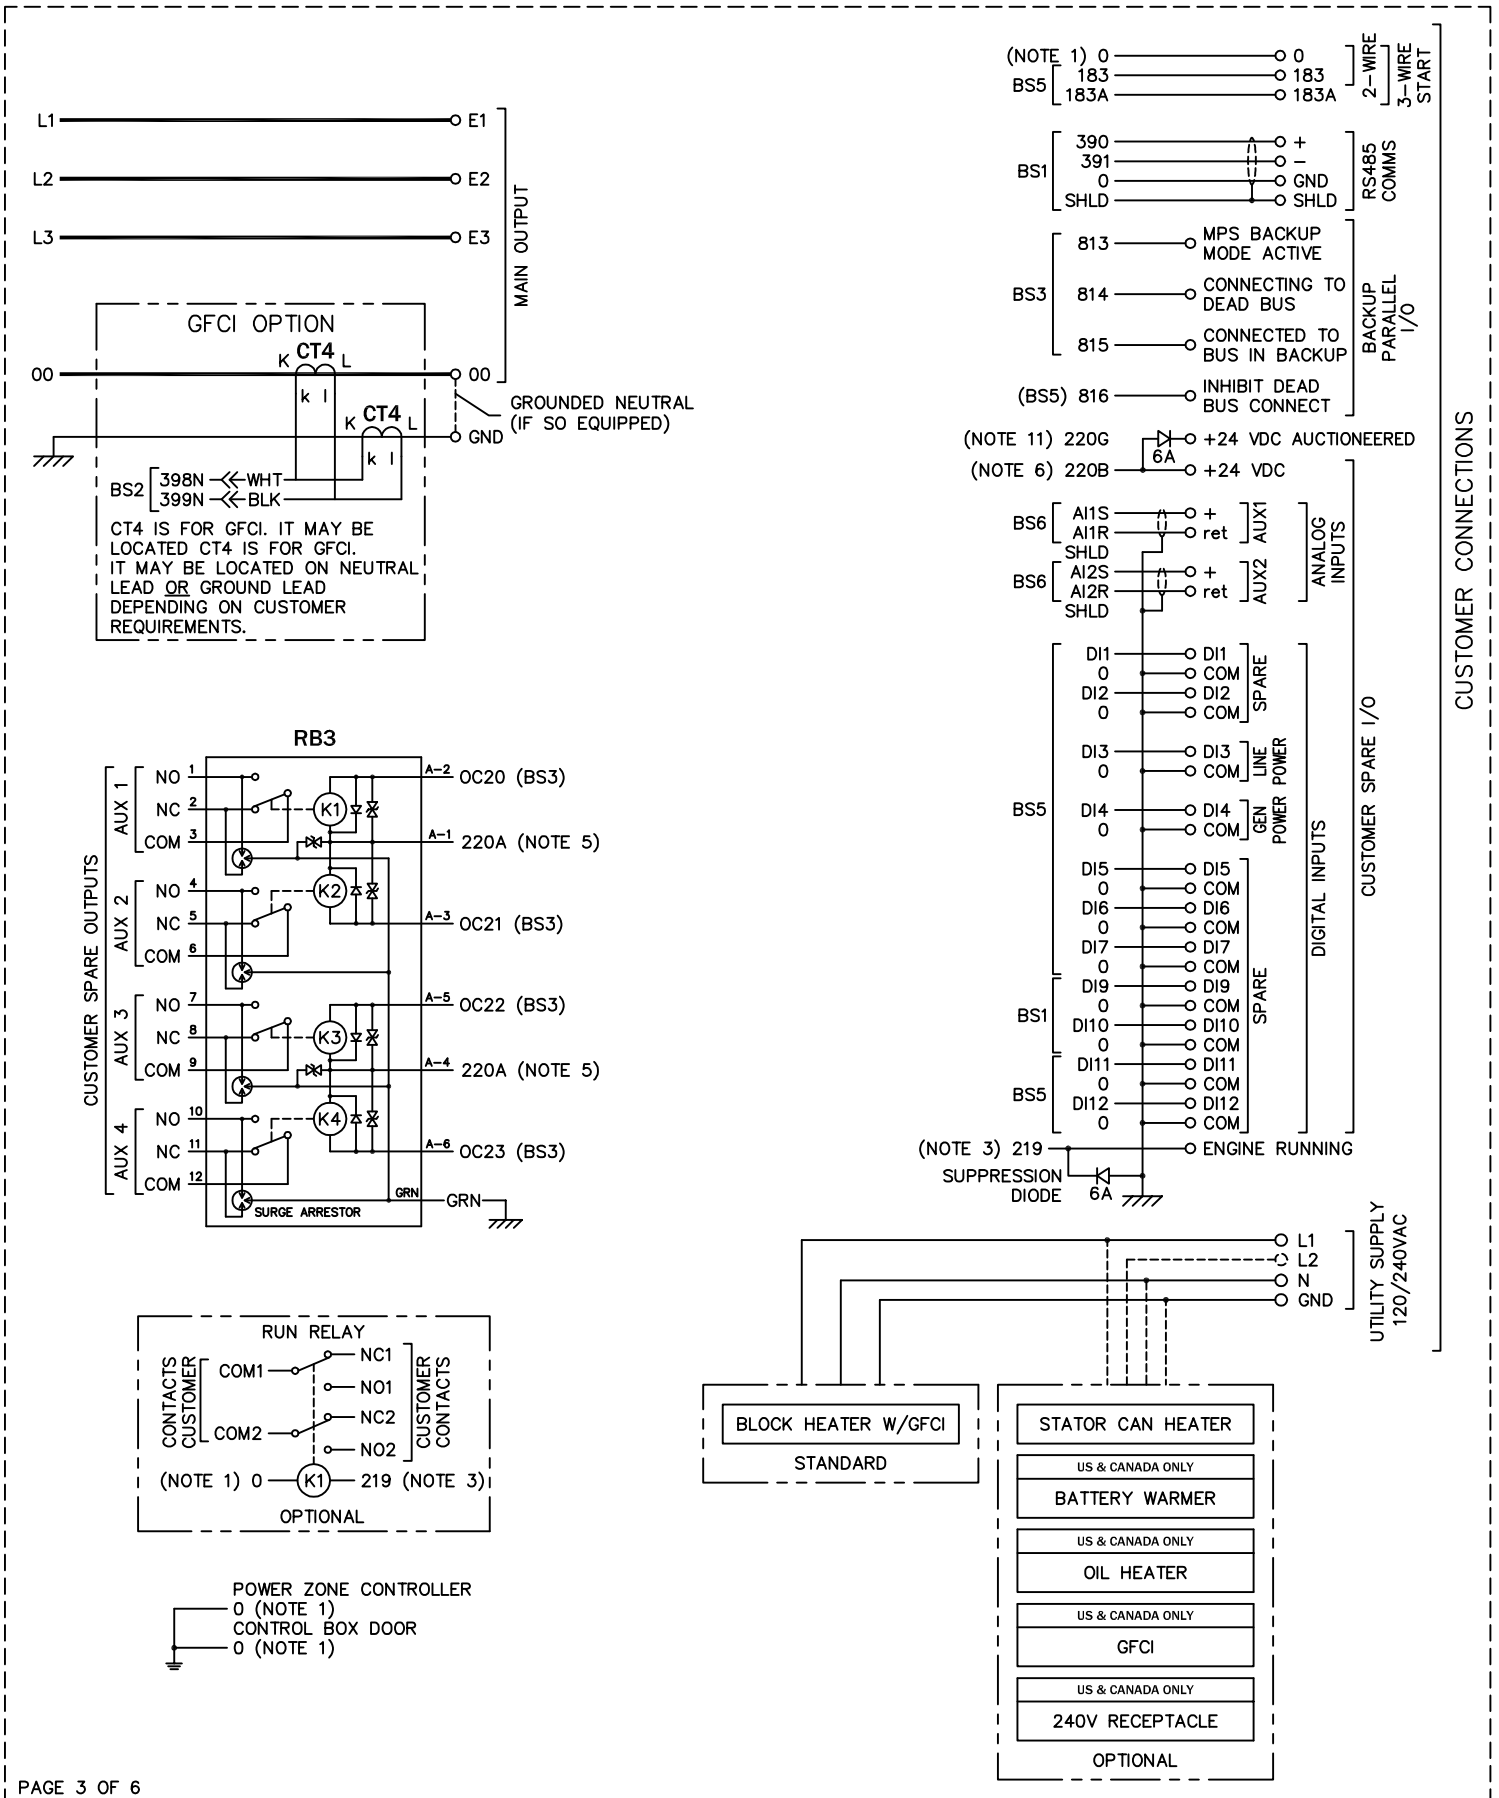 L1
E1
L2
E2
L3
E3
MAIN OUTPUT
GFCI OPTION
CT4
K
L
00
00
k l
CT4
K
L
k l
GROUNDED NEUTRAL
(IF SO EQUIPPED)
GND
BS2
398N
WHT
399N
BLK
CT4 IS FOR GFCI. IT MAY BE
LOCATED CT4 IS FOR GFCI.
IT MAY BE LOCATED ON NEUTRAL
LEAD OR GROUND LEAD
DEPENDING ON CUSTOMER
REQUIREMENTS.
RB3
CUSTOMER SPARE OUTPUTS
AUX 1
NO 1
NC 2
COM 3
K1
A-2 OC20 (BS3)
A-1 220A (NOTE 5)
AUX 2
NO 4
NC 5
COM 6
K2
A-3 OC21 (BS3)
AUX 3
NO 7
NC 8
COM 9
K3
A-5 OC22 (BS3)
A-4 220A (NOTE 5)
AUX 4
NO 10
NC 11
COM 12
K4
A-6 OC23 (BS3)
GRN
GRN
SURGE ARRESTOR
RUN RELAY
CONTACTS
CUSTOMER
COM1
NC1
NO1
COM2
NC2
NO2
CUSTOMER
CONTACTS
(NOTE 1) 0
K1
219 (NOTE 3)
OPTIONAL
POWER ZONE CONTROLLER
0 (NOTE 1)
CONTROL BOX DOOR
0 (NOTE 1)
PAGE 3 OF 6
(NOTE 1) 0
0
BS5
183
183
183A
183A
2-WIRE
3-WIRE
START
BS1
390
+
391
-
0
GND
SHLD
SHLD
RS485
COMMS
BS3
813
MPS BACKUP
MODE ACTIVE
814
CONNECTING TO
DEAD BUS
815
CONNECTED TO
BUS IN BACKUP
(BS5) 816
INHIBIT DEAD
BUS CONNECT
BACKUP
PARALLEL
I/O
(NOTE 11) 220G
6A
+24 VDC AUCTIONEERED
(NOTE 6) 220B
+24 VDC
BS6
AI1S
+
AI1R
ret
SHLD
AUX1
BS6
AI2S
+
AI2R
ret
SHLD
AUX2
ANALOG
INPUTS
BS5
DI1
DI1
0
COM
DI2
DI2
0
COM
SPARE
DI3
DI3
0
COM
LINE
POWER
DI4
DI4
0
COM
GEN
POWER
DI5
DI5
0
COM
DI6
DI6
0
COM
DI7
DI7
0
COM
BS1
DI9
DI9
0
COM
DI10
DI10
0
COM
BS5
DI11
DI11
0
COM
DI12
DI12
0
COM
SPARE
DIGITAL INPUTS
CUSTOMER SPARE I/O
CUSTOMER CONNECTIONS
(NOTE 3) 219
ENGINE RUNNING
SUPPRESSION
DIODE
6A
L1
L2
N
GND
UTILITY SUPPLY
120/240VAC
BLOCK HEATER W/GFCI
STANDARD
STATOR CAN HEATER
US & CANADA ONLY
BATTERY WARMER
US & CANADA ONLY
OIL HEATER
US & CANADA ONLY
GFCI
US & CANADA ONLY
240V RECEPTACLE
OPTIONAL